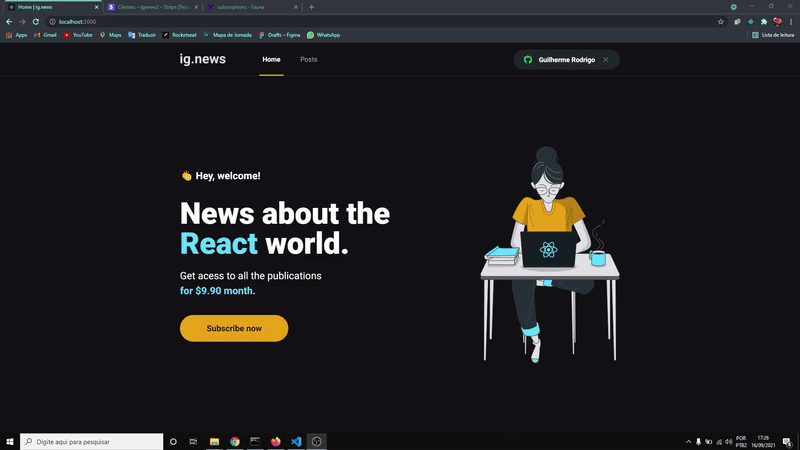 Home | ig.news
Clientes – Ignews2 – Stripe [Test
subscriptions - Fauna
localhost:3000
Apps
Gmail
YouTube
Maps
Traduzir
Rocketseat
Mapa de Jornada
Drafts – Figma
WhatsApp
Lista de leitura
ig.news
Home
Posts
Guilherme Rodrigo
Hey, welcome!
News about the
React world.
Get acess to all the publications
for $9.90 month.
Subscribe now
Digite aqui para pesquisar
POR
PTB2
17:26
16/09/2021